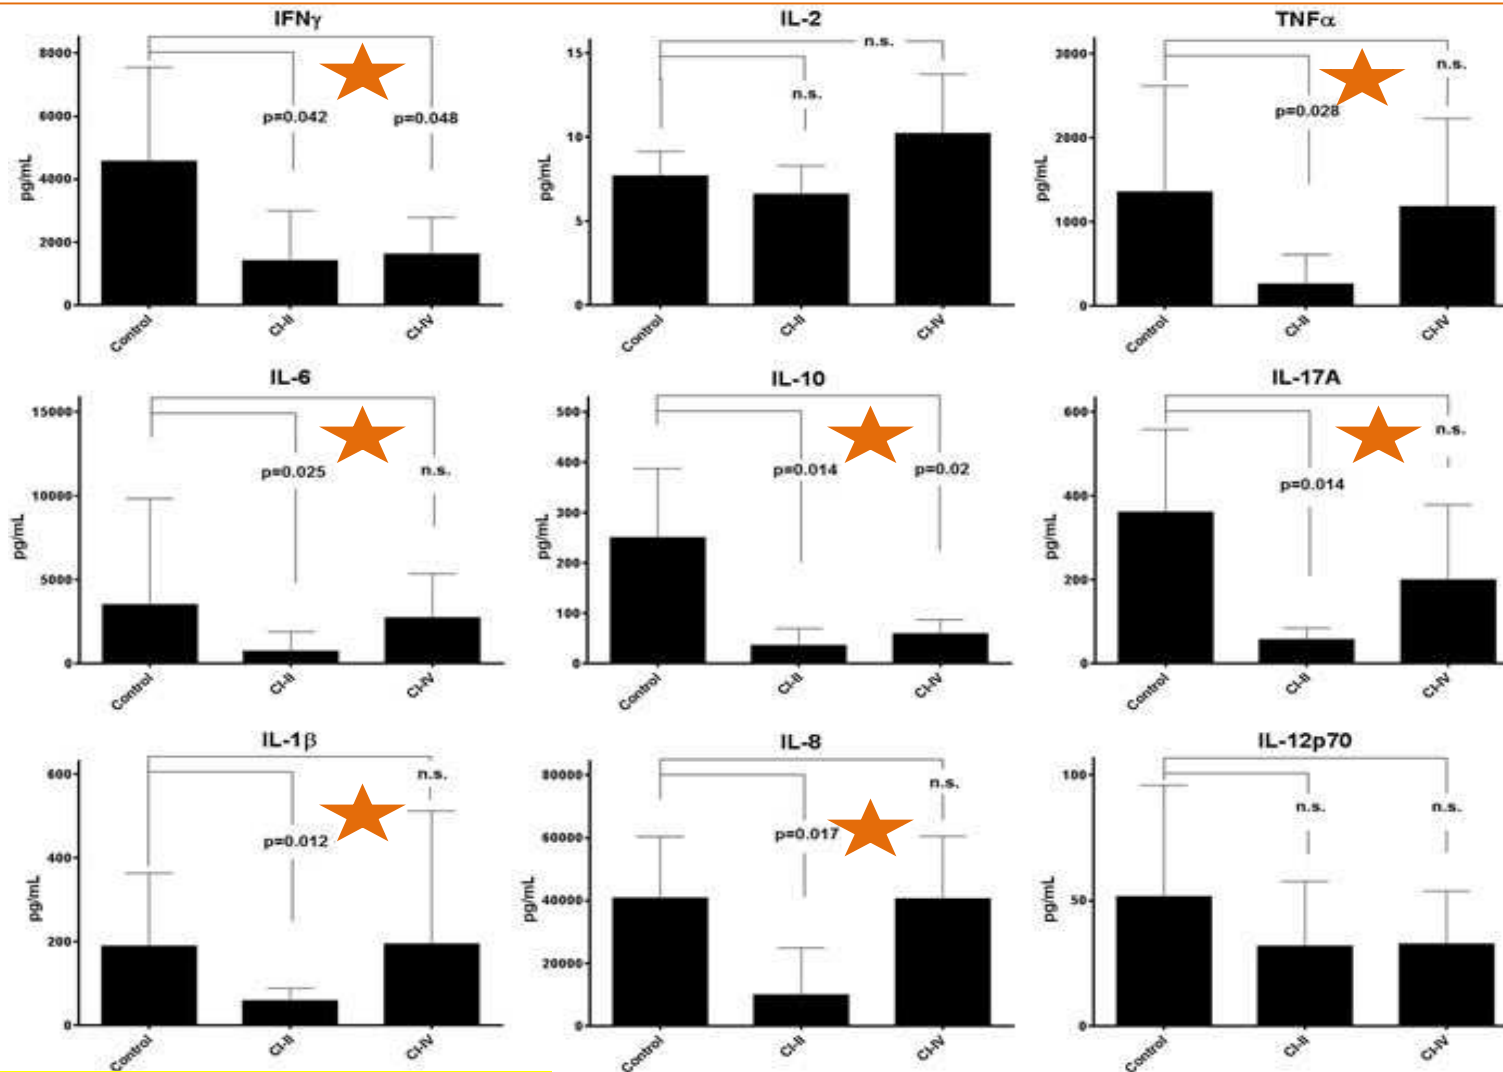 IFNγ
8000
6000
4000
2000
0
pg/mL
p=0.042
p=0.048
Control
CI-II
CI-IV
IL-2
15
10
5
0
pg/mL
n.s.
n.s.
Control
CI-II
CI-IV
TNFα
3000
2000
1000
0
pg/mL
p=0.028
n.s.
Control
CI-II
CI-IV
IL-6
15000
10000
5000
0
pg/mL
p=0.025
n.s.
Control
CI-II
CI-IV
IL-10
500
400
300
200
100
0
pg/mL
p=0.014
p=0.02
Control
CI-II
CI-IV
IL-17A
600
400
200
0
pg/mL
p=0.014
n.s.
Control
CI-II
CI-IV
IL-1β
600
400
200
0
pg/mL
p=0.012
n.s.
Control
CI-II
CI-IV
IL-8
80000
60000
40000
20000
0
pg/mL
p=0.017
n.s.
Control
CI-II
CI-IV
IL-12p70
100
50
0
pg/mL
n.s.
n.s.
Control
CI-II
CI-IV